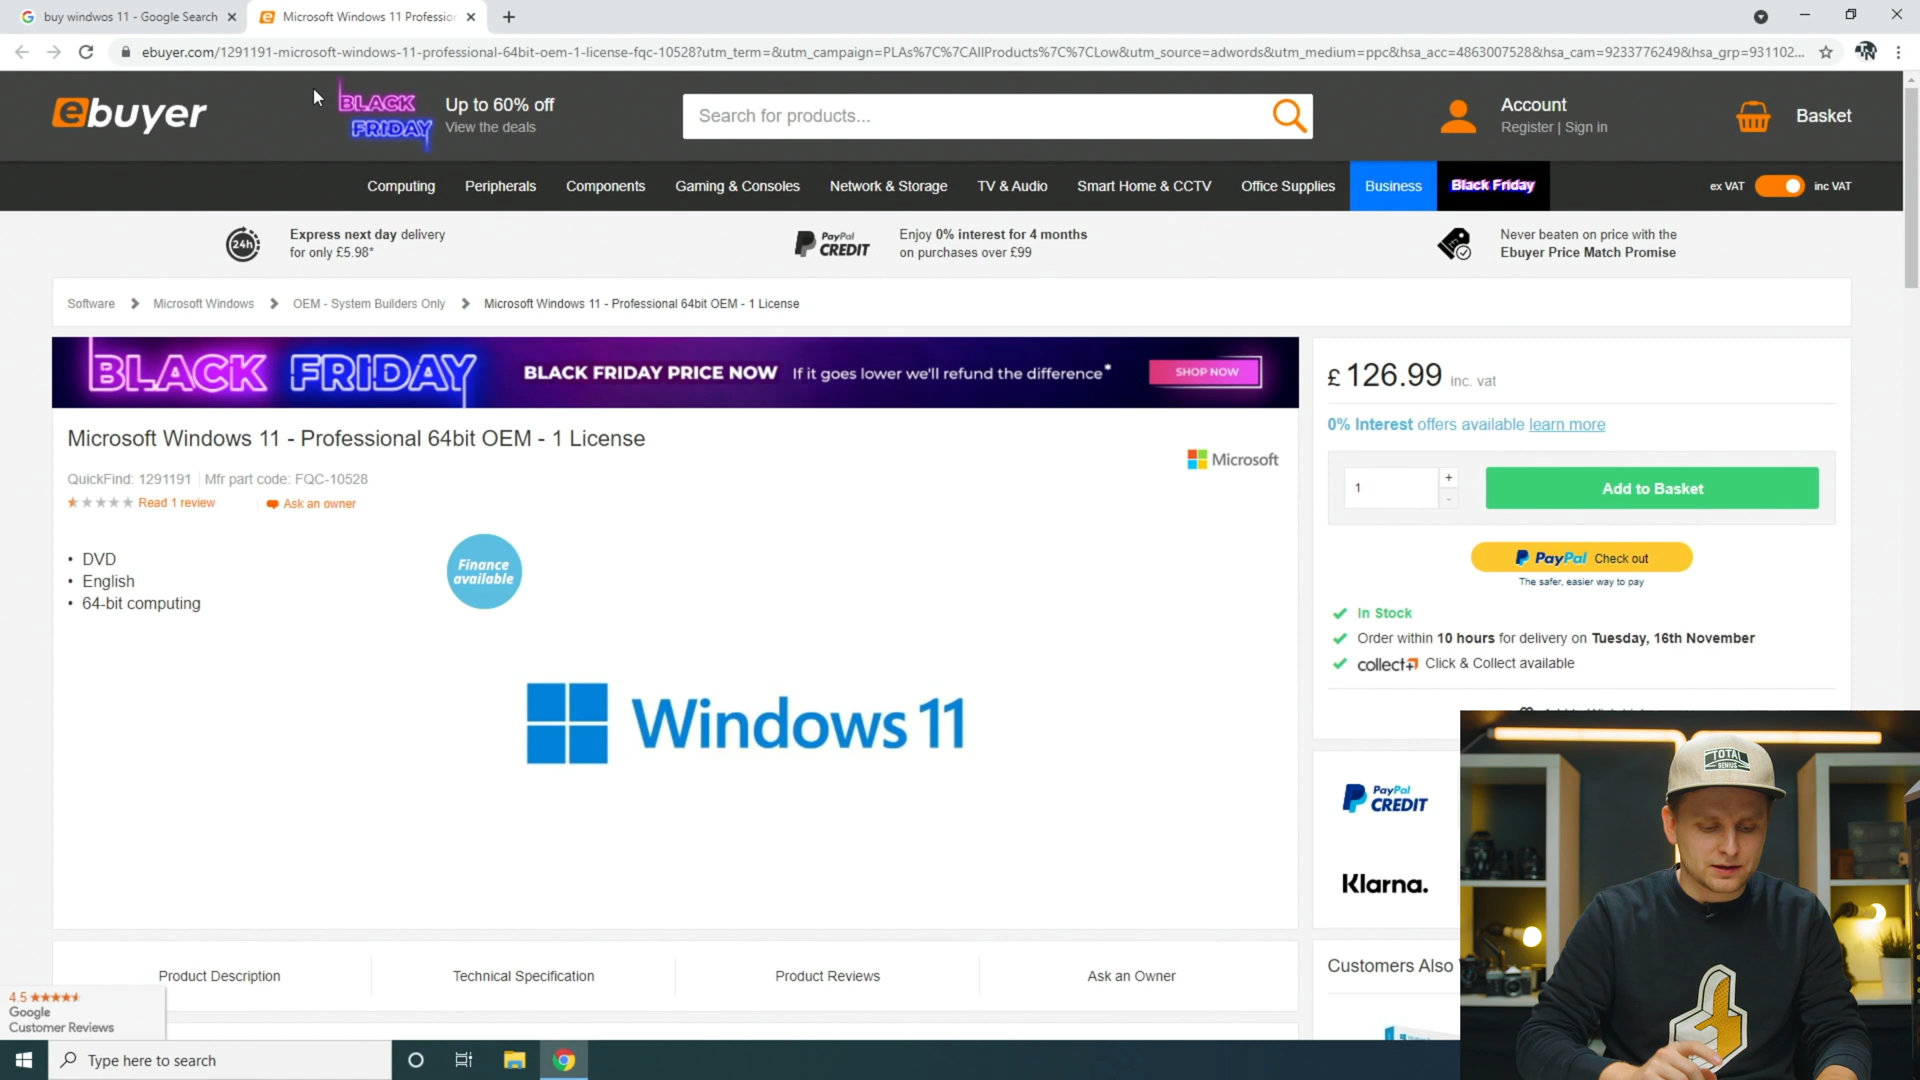 buy windwos 11 - Google Search
Microsoft Windows 11 Profession
ebuyer.com/1291191-microsoft-windows-11-professional-64bit-oem-1-license-fqc-10528?utm_term=&utm_campaign=PLAs%7C%7CAllProducts%7C%7CLow&utm_source=adwords&utm_medium=ppc&hsa_acc=4863007528&hsa_cam=9233776249&hsa_grp=931102...
ebuyer
BLACK FRIDAY
Up to 60% off
View the deals
Search for products...
Account
Register | Sign in
Basket
Computing
Peripherals
Components
Gaming & Consoles
Network & Storage
TV & Audio
Smart Home & CCTV
Office Supplies
Business
Black Friday
ex VAT
inc VAT
24h
Express next day delivery
for only £5.98*
PayPal CREDIT
Enjoy 0% interest for 4 months
on purchases over £99
Never beaten on price with the
Ebuyer Price Match Promise
Software
Microsoft Windows
OEM - System Builders Only
Microsoft Windows 11 - Professional 64bit OEM - 1 License
BLACK FRIDAY
BLACK FRIDAY PRICE NOW If it goes lower we'll refund the difference*
SHOP NOW
Microsoft Windows 11 - Professional 64bit OEM - 1 License
Microsoft
QuickFind: 1291191 | Mfr part code: FQC-10528
Read 1 review
Ask an owner
• DVD
• English
• 64-bit computing
Finance
available
Windows 11
£126.99 inc. vat
0% Interest offers available learn more
1
+
-
Add to Basket
PayPal Check out
The safer, easier way to pay
In Stock
Order within 10 hours for delivery on Tuesday, 16th November
collect+ Click & Collect available
PayPal
CREDIT
Klarna.
Customers Also
TOTAL
GENIUS
Product Description
Technical Specification
Product Reviews
Ask an Owner
4.5
Google
Customer Reviews
Type here to search